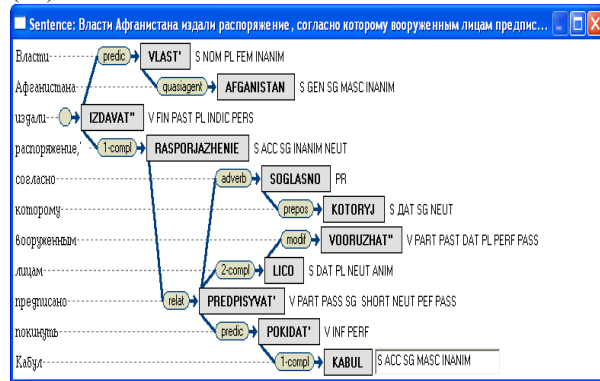 Sentence: Власти Афганистана издали распоряжение , согласно которому вооруженным лицам предпис...
Власти predic VLAST' S NOM PL FEM INANIM
Афганистана quasiagent AFGANISTAN S GEN SG MASC INANIM
издали IZDAVAT" V FIN PAST PL INDIC PERS
распоряжение,' 1-compl RASPORJAZHENIE S ACC SG INANIM NEUT
согласно adverb SOGLASNO PR
которому prepos KOTORYJ S ДАТ SG NEUT
вооруженным modif VOORUZHAT" V PART PAST DAT PL PERF PASS
лицам 2-compl LICO S DAT PL NEUT ANIM
предписано relat PREDPISYVAT' V PART PASS SG SHORT NEUT PEF PASS
покинуть predic POKIDAT' V INF PERF
Кабул 1-compl KABUL S ACC SG MASC INANIM